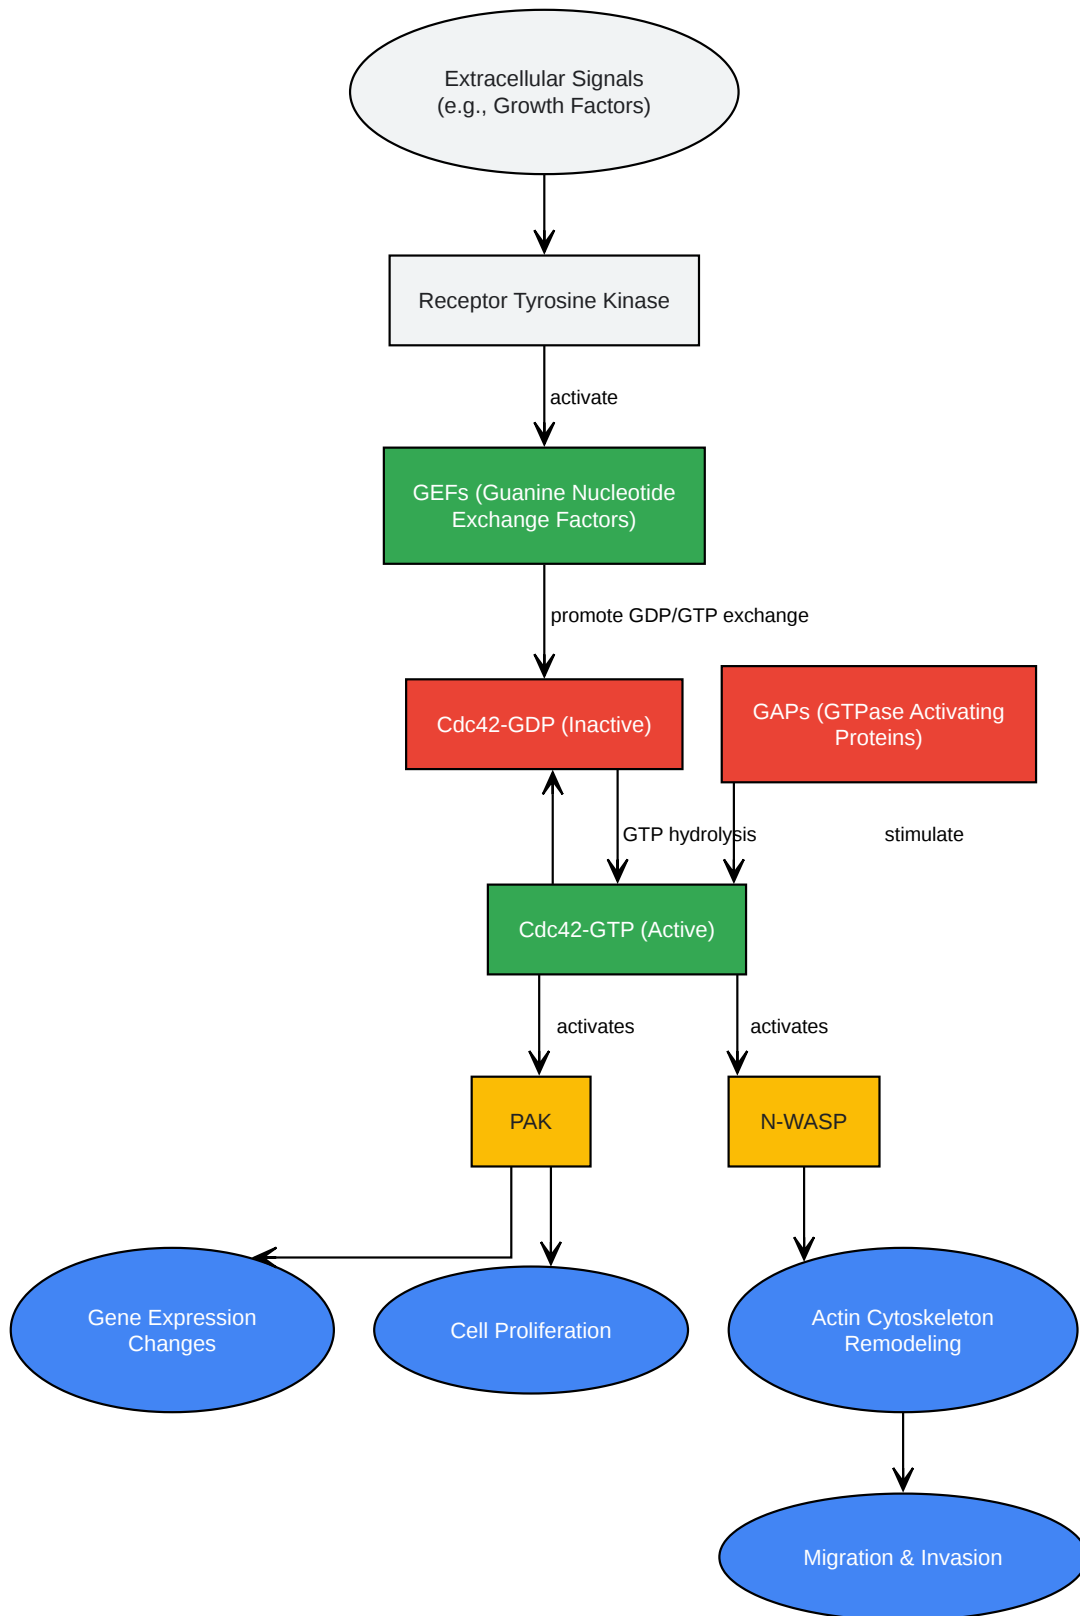 Extracellular Signals
(e.g., Growth Factors)
Receptor Tyrosine Kinase
activate
GEFs (Guanine Nucleotide
Exchange Factors)
promote GDP/GTP exchange
Cdc42-GDP (Inactive)
GAPs (GTPase Activating
Proteins)
GTP hydrolysis
stimulate
Cdc42-GTP (Active)
activates
activates
PAK
N-WASP
Gene Expression
Changes
Cell Proliferation
Actin Cytoskeleton
Remodeling
Migration & Invasion